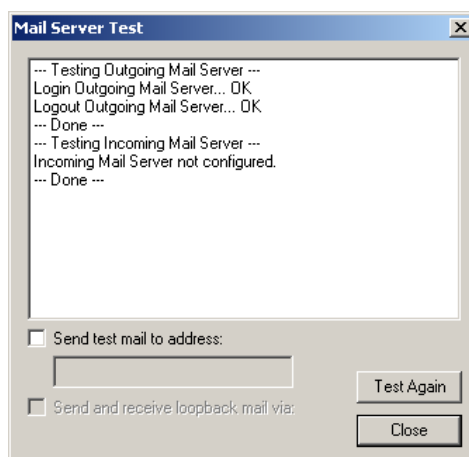 Mail Server Test
--- Testing Outgoing Mail Server ---
Login Outgoing Mail Server... OK
Logout Outgoing Mail Server... OK
--- Done ---
--- Testing Incoming Mail Server ---
Incoming Mail Server not configured.
--- Done ---
Send test mail to address:
Test Again
Send and receive loopback mail via:
Close